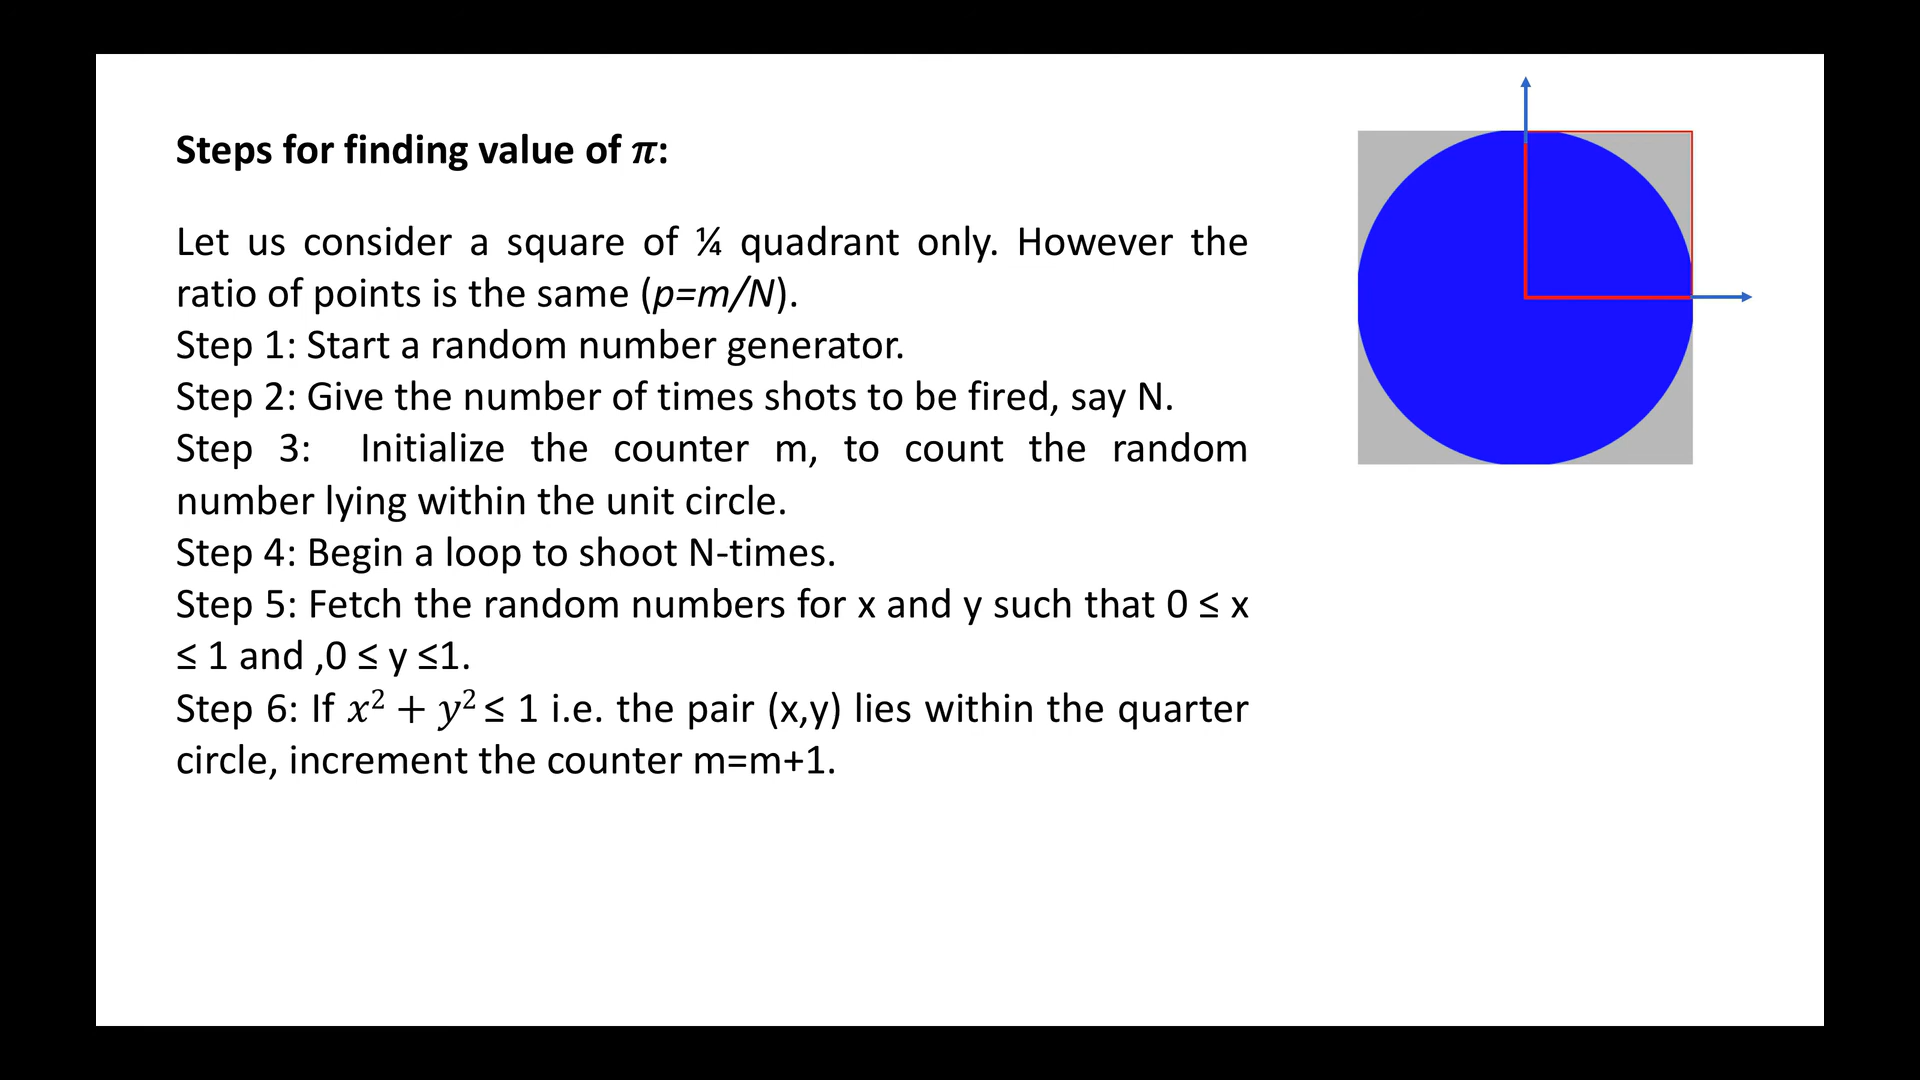 Steps for finding value of π:
Let us consider a square of ¼ quadrant only. However the
ratio of points is the same (p=m/N).
Step 1: Start a random number generator.
Step 2: Give the number of times shots to be fired, say N.
Step 3: Initialize the counter m, to count the random
number lying within the unit circle.
Step 4: Begin a loop to shoot N-times.
Step 5: Fetch the random numbers for x and y such that 0 ≤ x
≤ 1 and ,0 ≤ y ≤1.
Step 6: If x² + y² ≤ 1 i.e. the pair (x,y) lies within the quarter
circle, increment the counter m=m+1.